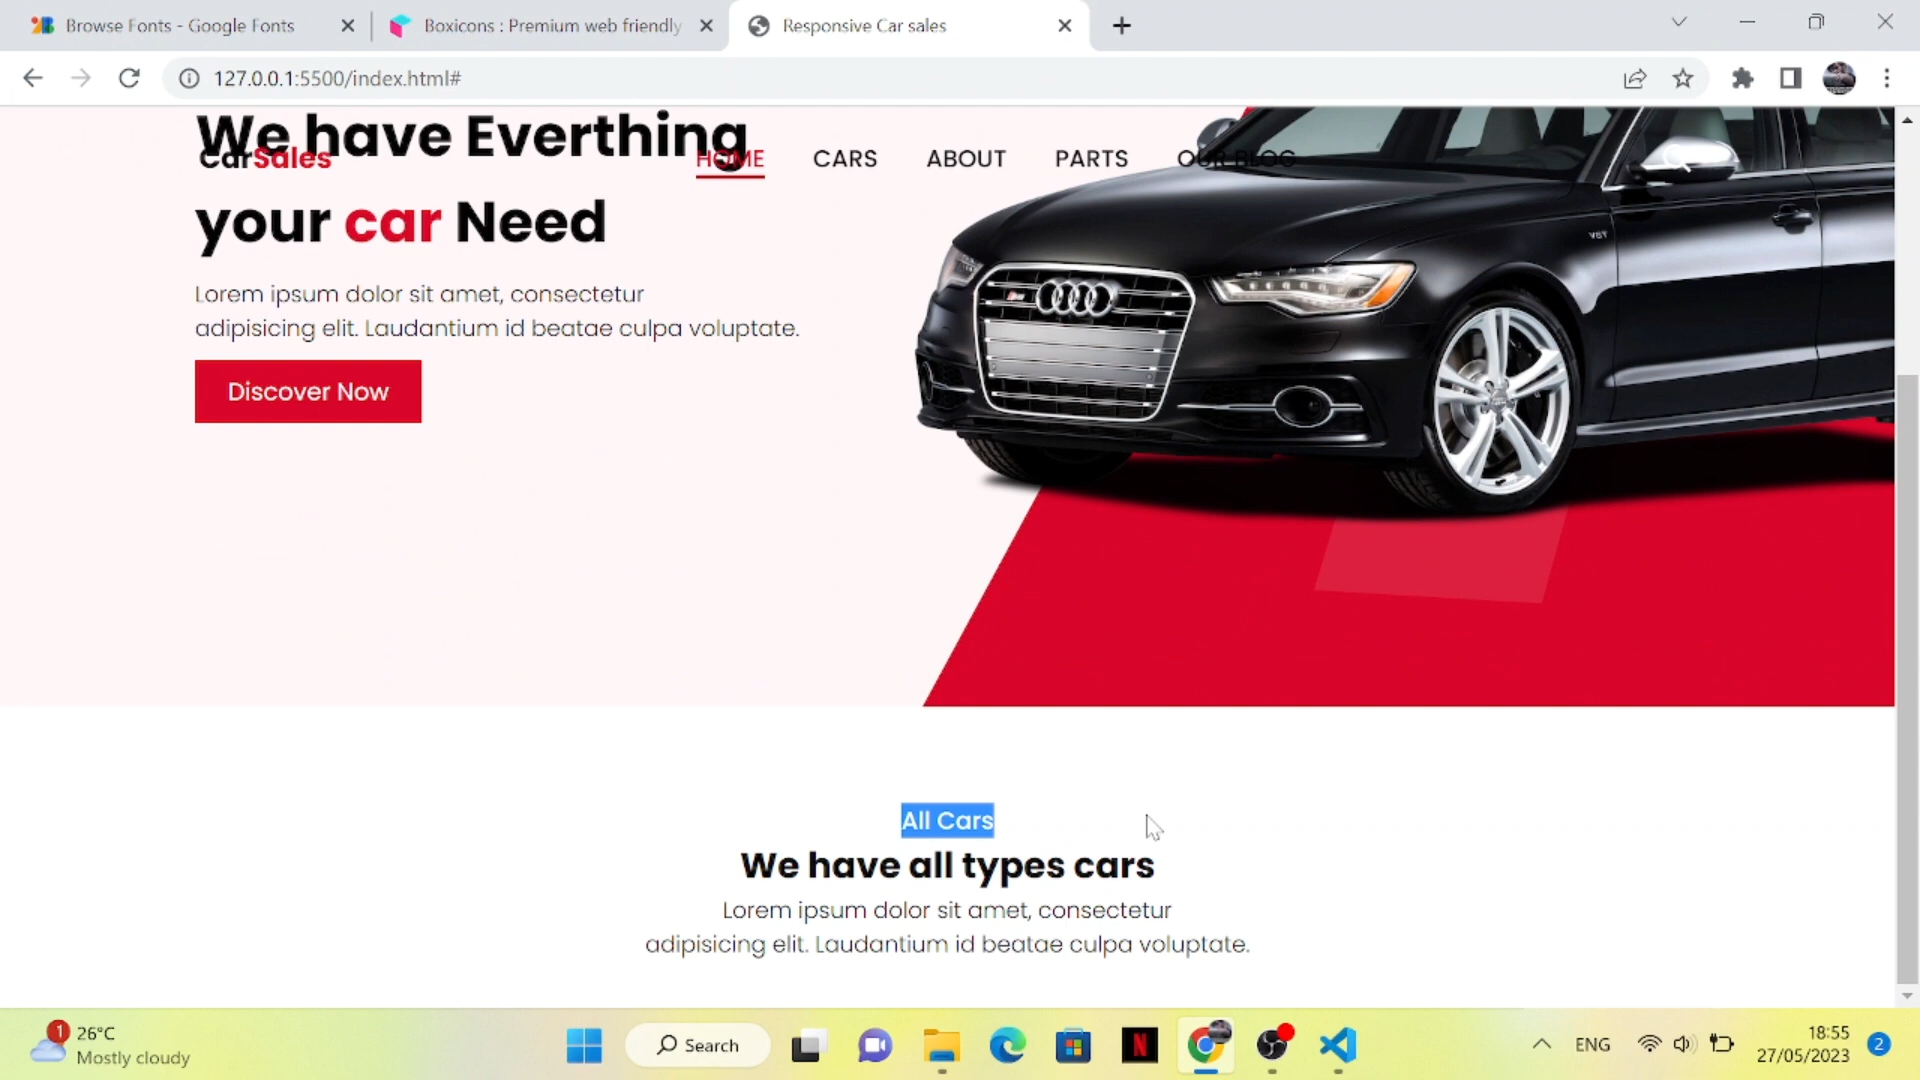 Browse Fonts - Google Fonts
Boxicons : Premium web friendly
Responsive Car sales
127.0.0.1:5500/index.html#
We have Everthing
CarSales
HOME
CARS
ABOUT
PARTS
OUR BLOG
your car Need
Lorem ipsum dolor sit amet, consectetur
adipisicing elit. Laudantium id beatae culpa voluptate.
Discover Now
All Cars
We have all types cars
Lorem ipsum dolor sit amet, consectetur
adipisicing elit. Laudantium id beatae culpa voluptate.
1
26°C
Mostly cloudy
Search
N
ENG
18:55
27/05/2023
2